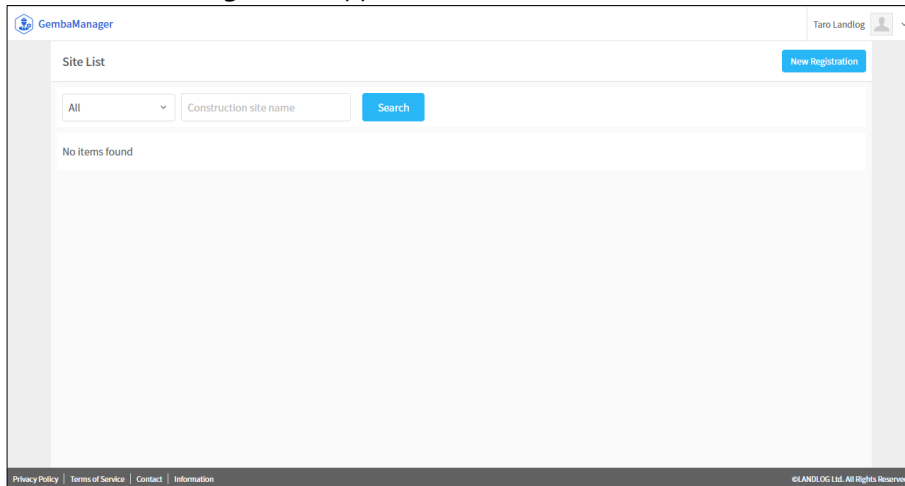 GembaManager
Taro Landlog
Site List
New Registration
All
Construction site name
Search
No items found
Privacy Policy | Terms of Service | Contact | Information
©LANDLOG Ltd. All Rights Reserved